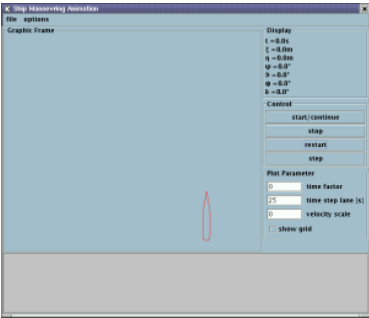 Ship Manoevring Animation
file options
Graphic Frame
Display
t =0.0s
ξ =0.0m
η =0.0m
ψ =0.0°
ϑ =0.0°
φ =0.0°
δ =0.0°
Control
start/continue
stop
restart
step
Plot Parameter
0 time factor
25 time step lane [s]
0 velocity scale
show grid